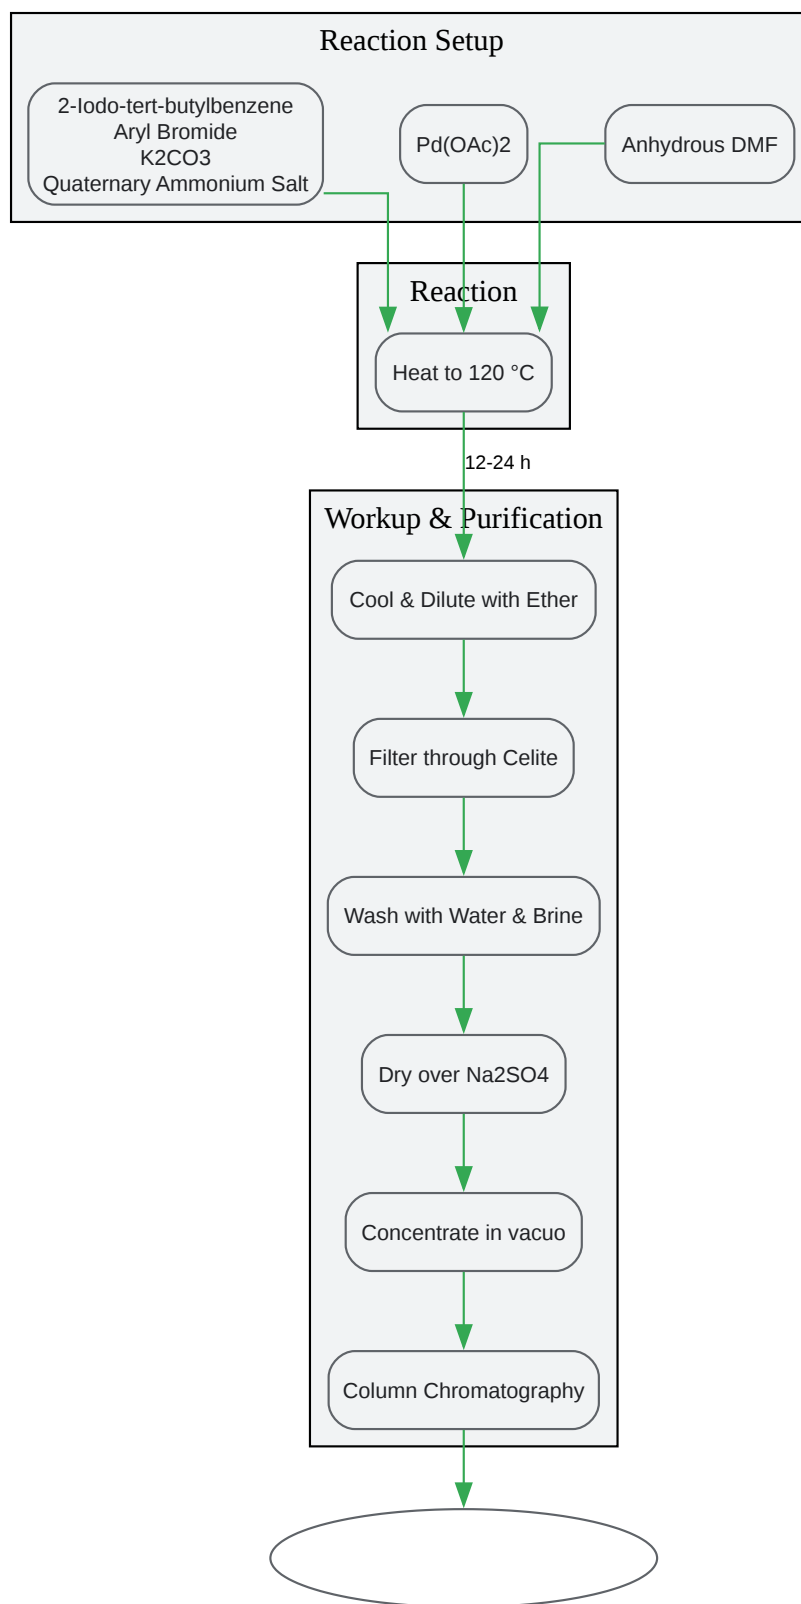 Reaction Setup
2-Iodo-tert-butylbenzene
Aryl Bromide
K2CO3
Quaternary Ammonium Salt
Pd(OAc)2
Anhydrous DMF
Reaction
Heat to 120 °C
12-24 h
Workup & Purification
Cool & Dilute with Ether
Filter through Celite
Wash with Water & Brine
Dry over Na2SO4
Concentrate in vacuo
Column Chromatography